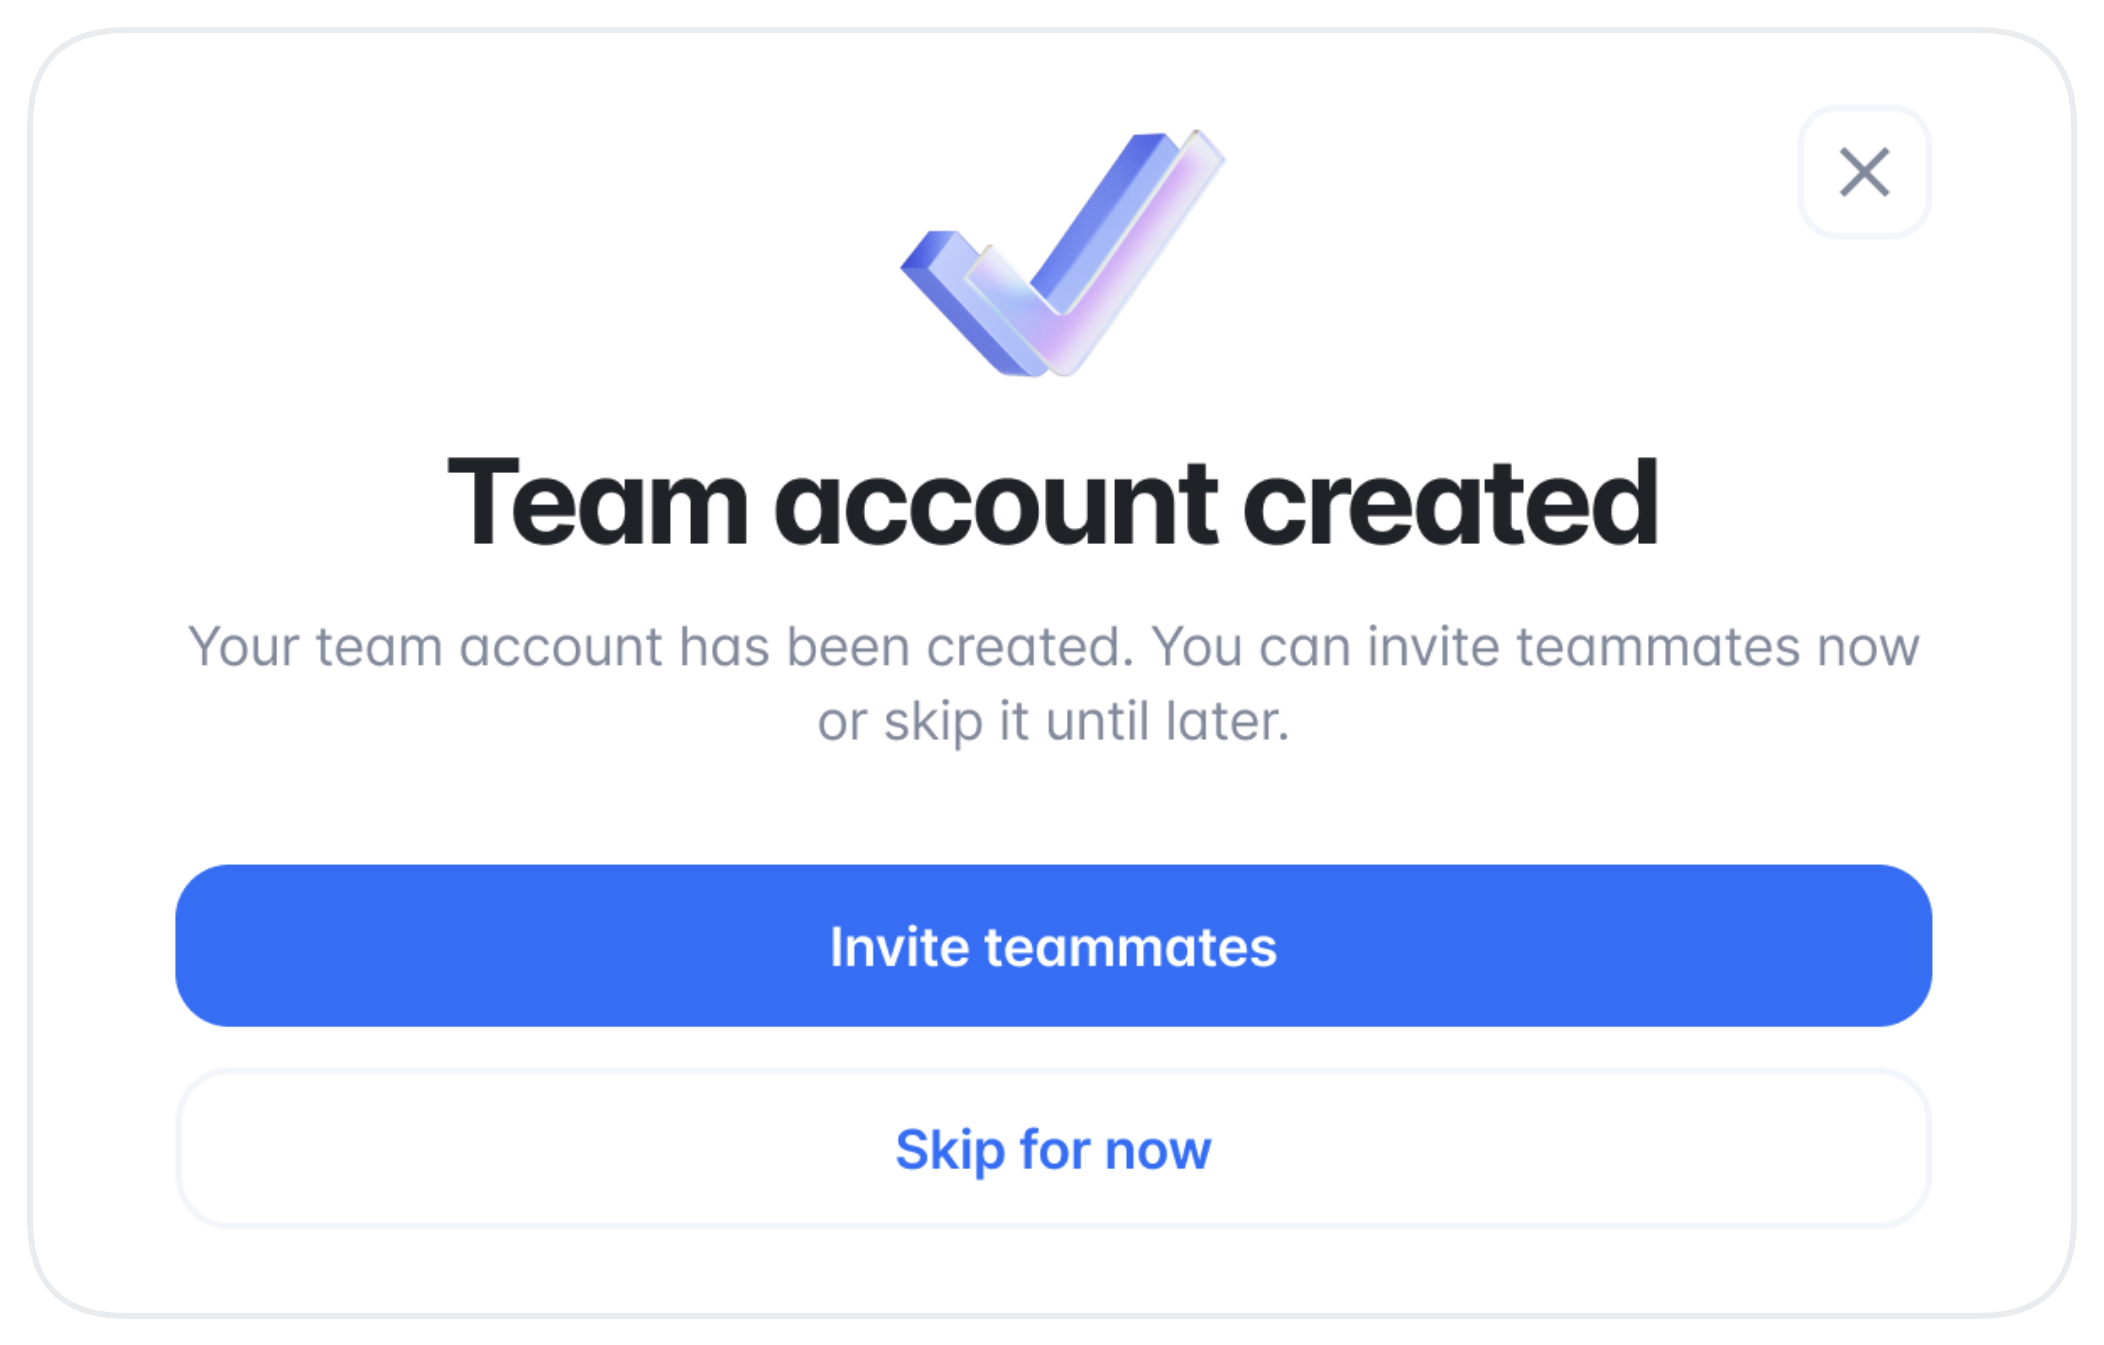 Team account created
Your team account has been created. You can invite teammates now
or skip it until later.
Invite teammates
Skip for now